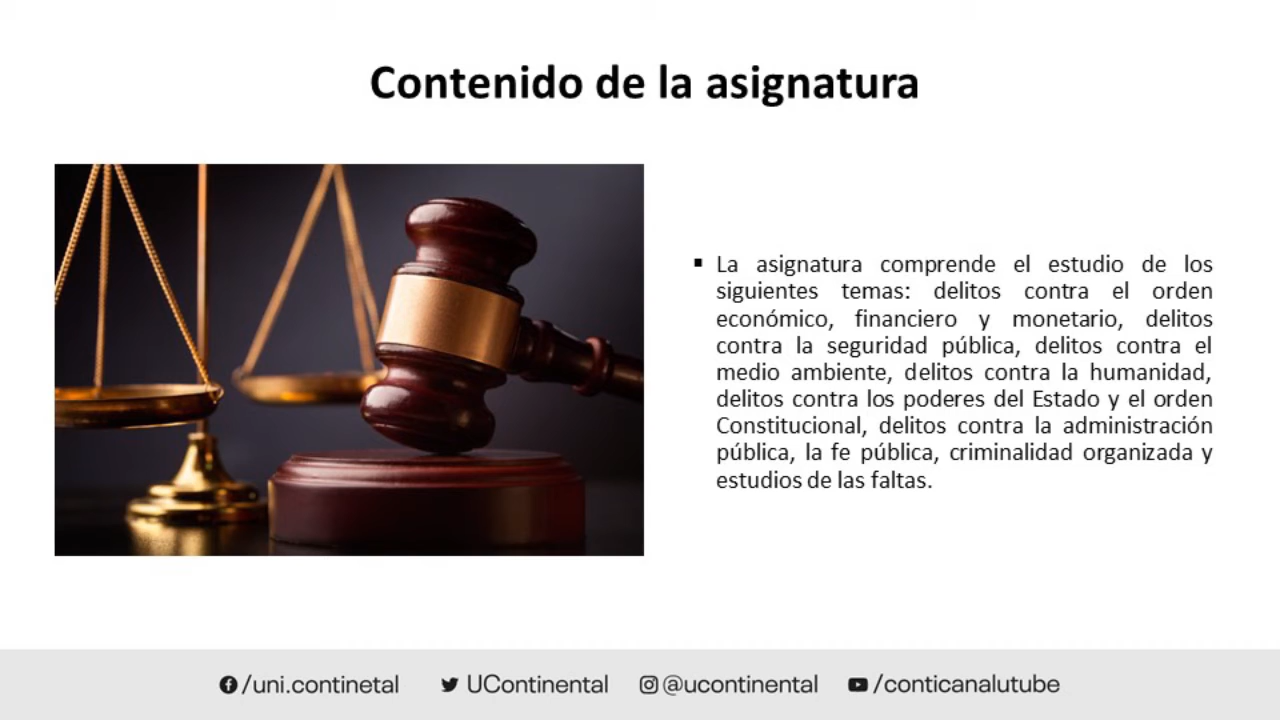 Contenido de la asignatura
▪ La asignatura comprende el estudio de los
siguientes temas: delitos contra el orden
económico, financiero y monetario, delitos
contra la seguridad pública, delitos contra el
medio ambiente, delitos contra la humanidad,
delitos contra los poderes del Estado y el orden
Constitucional, delitos contra la administración
pública, la fe pública, criminalidad organizada y
estudios de las faltas.
/uni.continetal UContinental @ucontinental /conticanalutube